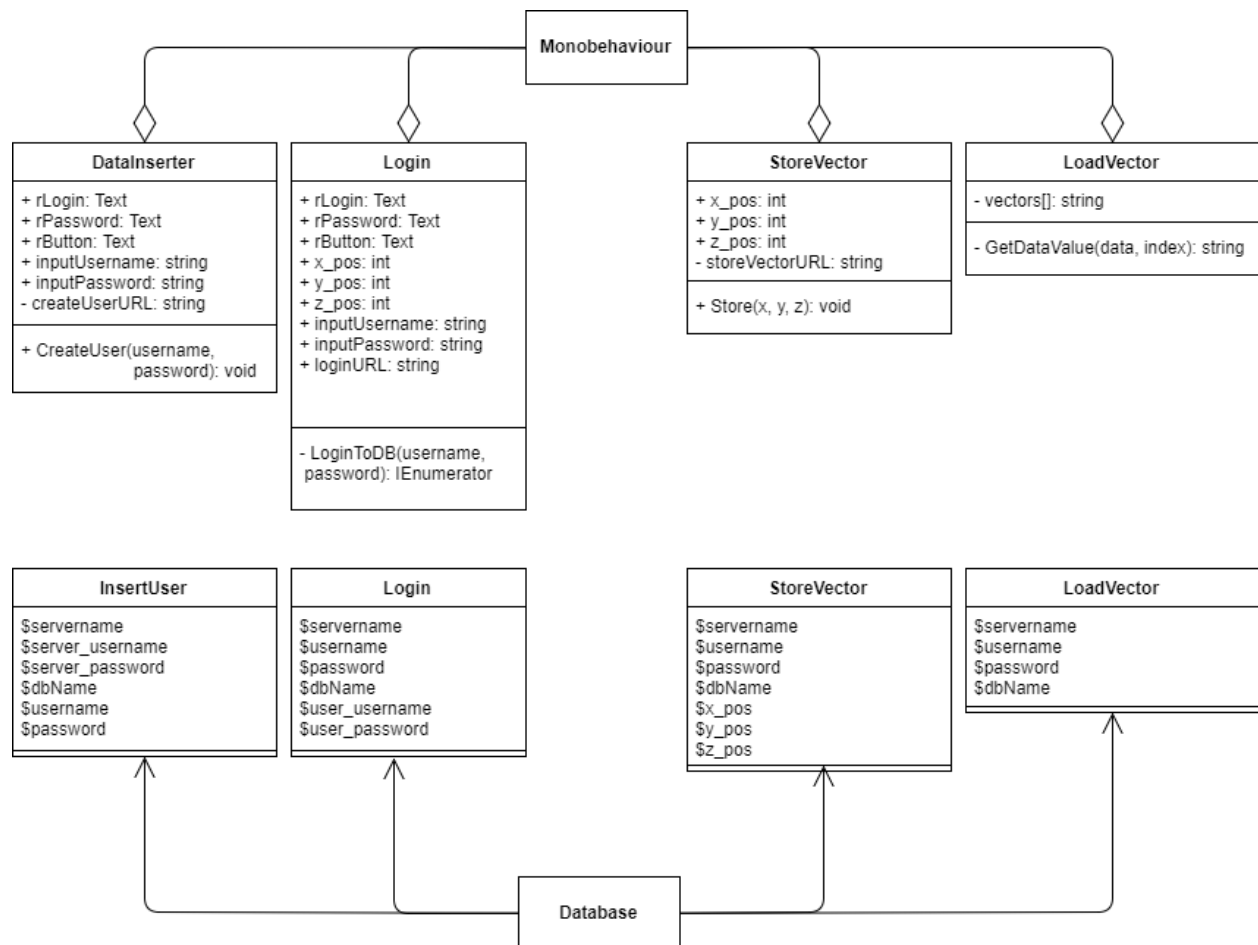 Monobehaviour
DataInserter
+ rLogin: Text
+ rPassword: Text
+ rButton: Text
+ inputUsername: string
+ inputPassword: string
- createUserURL: string
+ CreateUser(username,
password): void
Login
+ rLogin: Text
+ rPassword: Text
+ rButton: Text
+ x_pos: int
+ y_pos: int
+ z_pos: int
+ inputUsername: string
+ inputPassword: string
+ loginURL: string
- LoginToDB(username,
password): IEnumerator
StoreVector
+ x_pos: int
+ y_pos: int
+ z_pos: int
- storeVectorURL: string
+ Store(x, y, z): void
LoadVector
- vectors[]: string
- GetDataValue(data, index): string
InsertUser
$servername
$server_username
$server_password
$dbName
$username
$password
Login
$servername
$username
$password
$dbName
$user_username
$user_password
StoreVector
$servername
$username
$password
$dbName
$x_pos
$y_pos
$z_pos
LoadVector
$servername
$username
$password
$dbName
Database